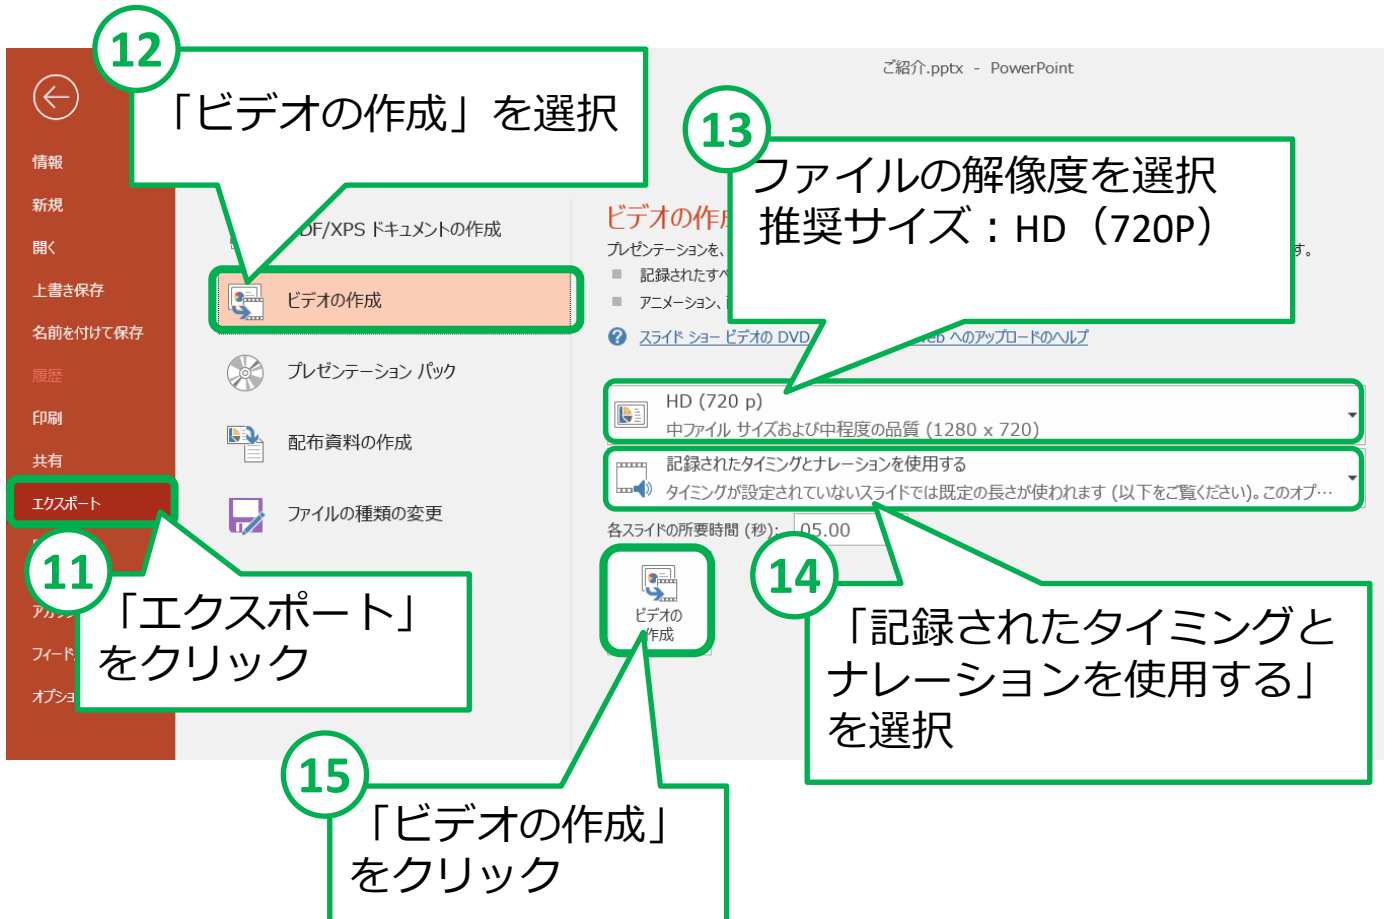 12
「ビデオの作成」を選択
ご紹介.pptx - PowerPoint
13
ファイルの解像度を選択
推奨サイズ：HD（720P）
情報
新規
開く
上書き保存
名前を付けて保存
履歴
印刷
共有
エクスポート
11
「エクスポート」
をクリック
フィード
オプショ
DF/XPS ドキュメントの作成
ビデオの作成
プレゼンテーション パック
配布資料の作成
ファイルの種類の変更
ビデオの作
プレゼンテーションを、
す。
記録されたすべ
アニメーション、
スライド ショー ビデオの DVD
へのアップロードのヘルプ
HD (720 p)
中ファイル サイズおよび中程度の品質 (1280 x 720)
記録されたタイミングとナレーションを使用する
タイミングが設定されていないスライドでは既定の長さが使われます (以下をご覧ください)。このオプ…
各スライドの所要時間 (秒): 05.00
ビデオの
作成
14
「記録されたタイミングと
ナレーションを使用する」
を選択
15
「ビデオの作成」
をクリック